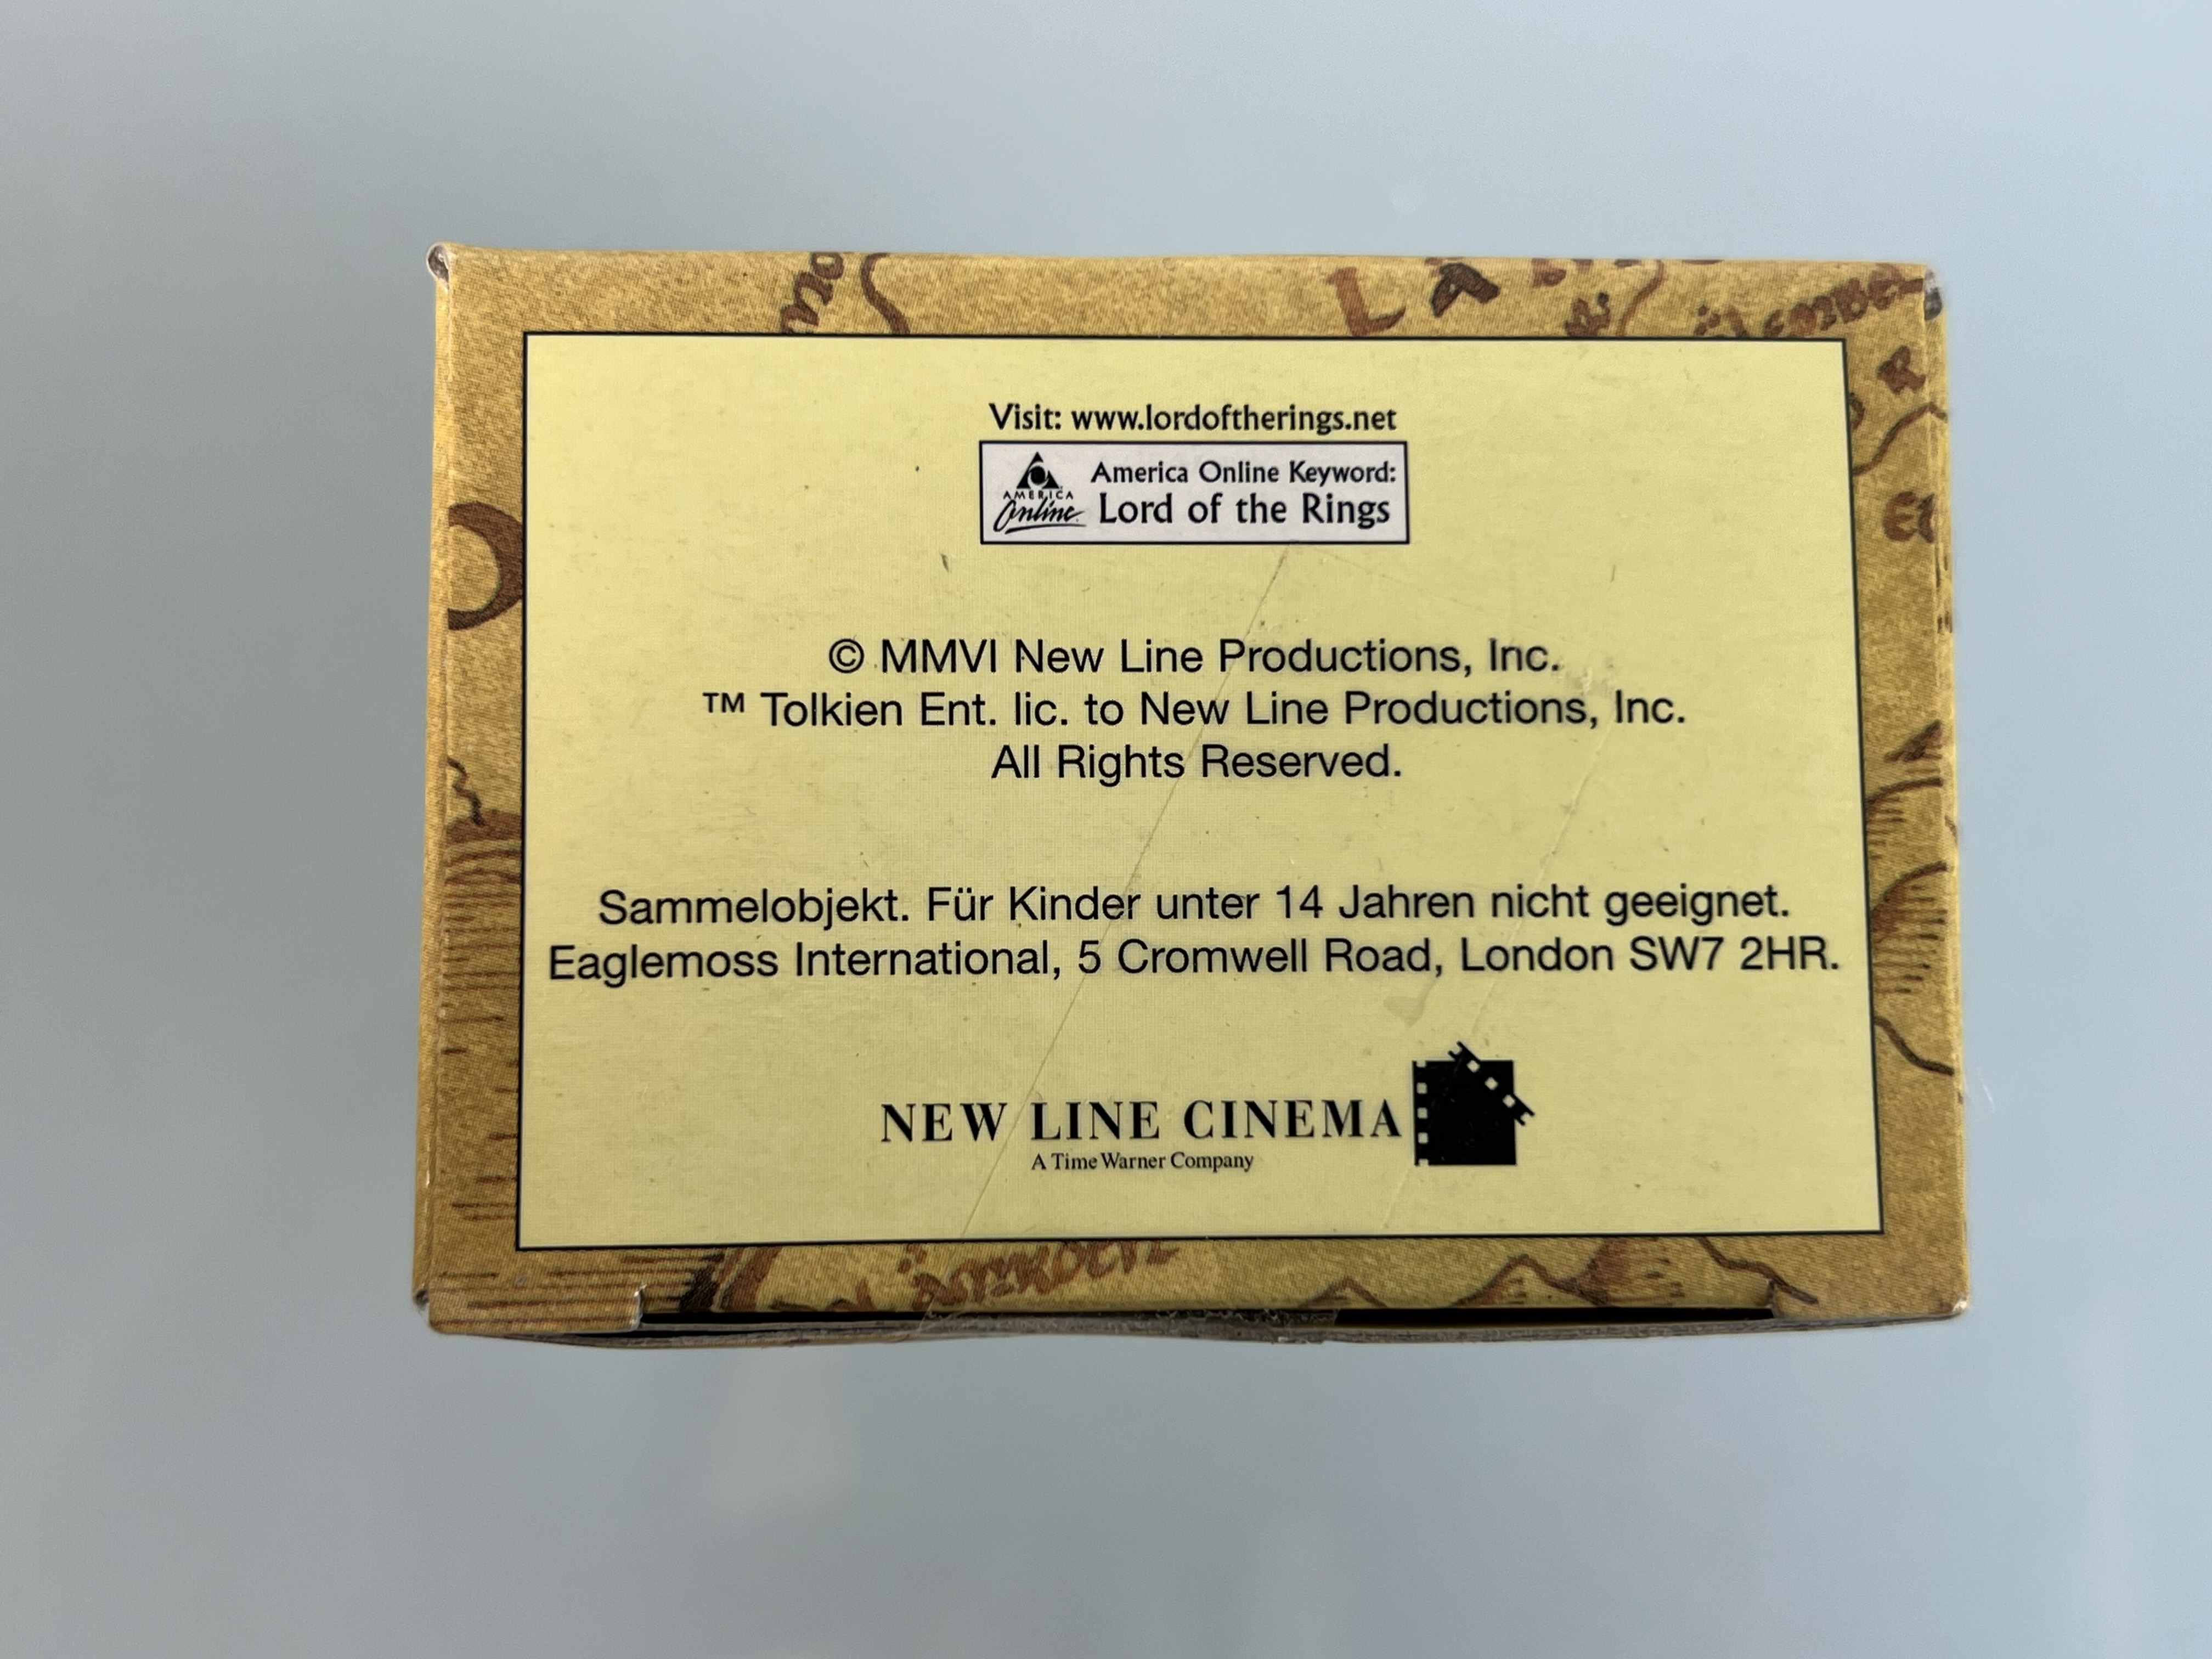 Visit: www.lordoftherings.net
America Online Keyword:
AMERICA
Online
Lord of the Rings
© MMVI New Line Productions, Inc.
™ Tolkien Ent. lic. to New Line Productions, Inc.
All Rights Reserved.
Sammelobjekt. Für Kinder unter 14 Jahren nicht geeignet.
Eaglemoss International, 5 Cromwell Road, London SW7 2HR.
NEW LINE CINEMA
A Time Warner Company